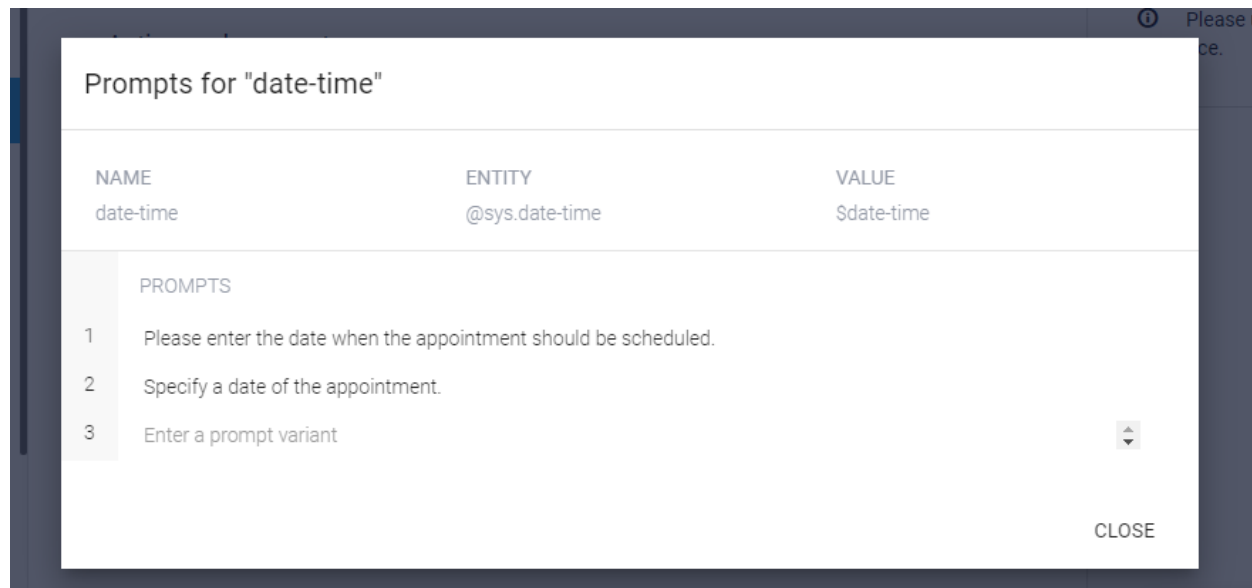 Please
ce.
Prompts for "date-time"
NAME ENTITY VALUE
date-time @sys.date-time $date-time
PROMPTS
1 Please enter the date when the appointment should be scheduled.
2 Specify a date of the appointment.
3 Enter a prompt variant
CLOSE